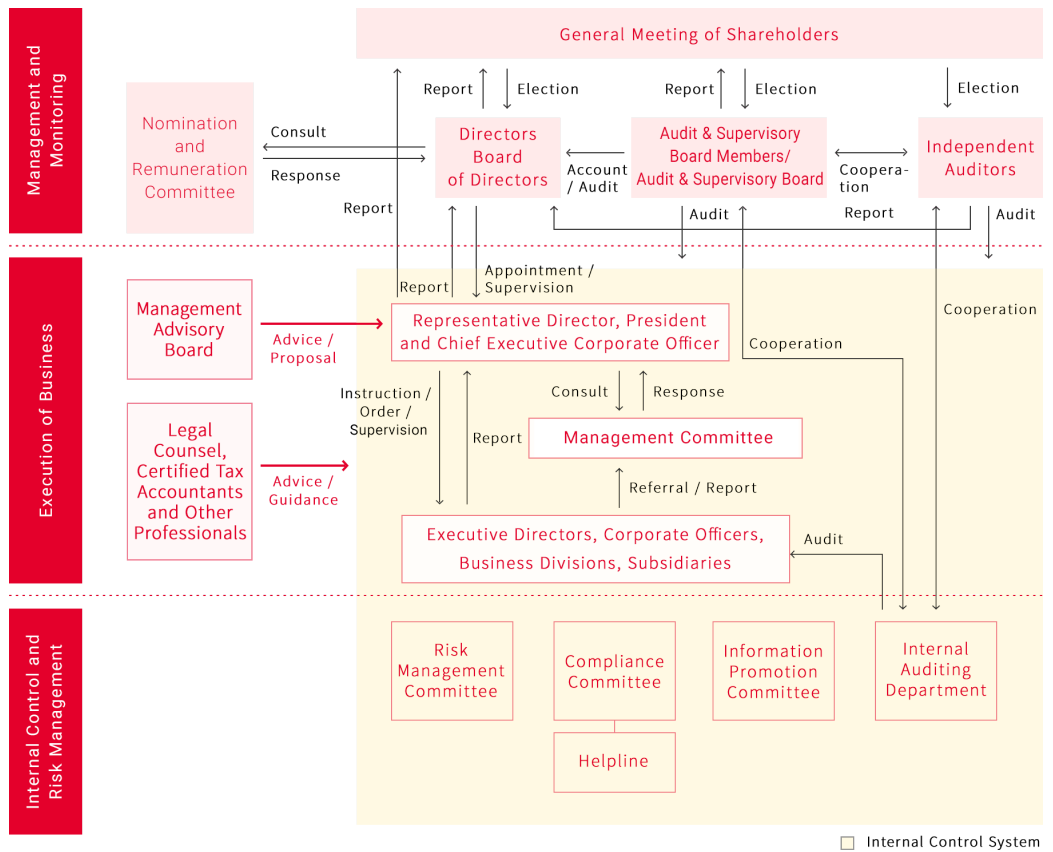 Management and
Monitoring
General Meeting of Shareholders
Report
Election
Report
Election
Election
Nomination
and
Remuneration
Committee
Consult
Response
Directors
Board
of Directors
Account
/ Audit
Audit & Supervisory
Board Members/
Audit & Supervisory Board
Coopera-
tion
Independent
Auditors
Report
Audit
Report
Audit
Execution of Business
Management
Advisory
Board
Advice /
Proposal
Report
Appointment /
Supervision
Representative Director, President
and Chief Executive Corporate Officer
Cooperation
Cooperation
Instruction /
Order /
Supervision
Report
Consult
Response
Management Committee
Legal
Counsel,
Certified Tax
Accountants
and Other
Professionals
Advice /
Guidance
Referral / Report
Executive Directors, Corporate Officers,
Business Divisions, Subsidiaries
Audit
Internal Control and
Risk Management
Risk
Management
Committee
Compliance
Committee
Helpline
Information
Promotion
Committee
Internal
Auditing
Department
Internal Control System